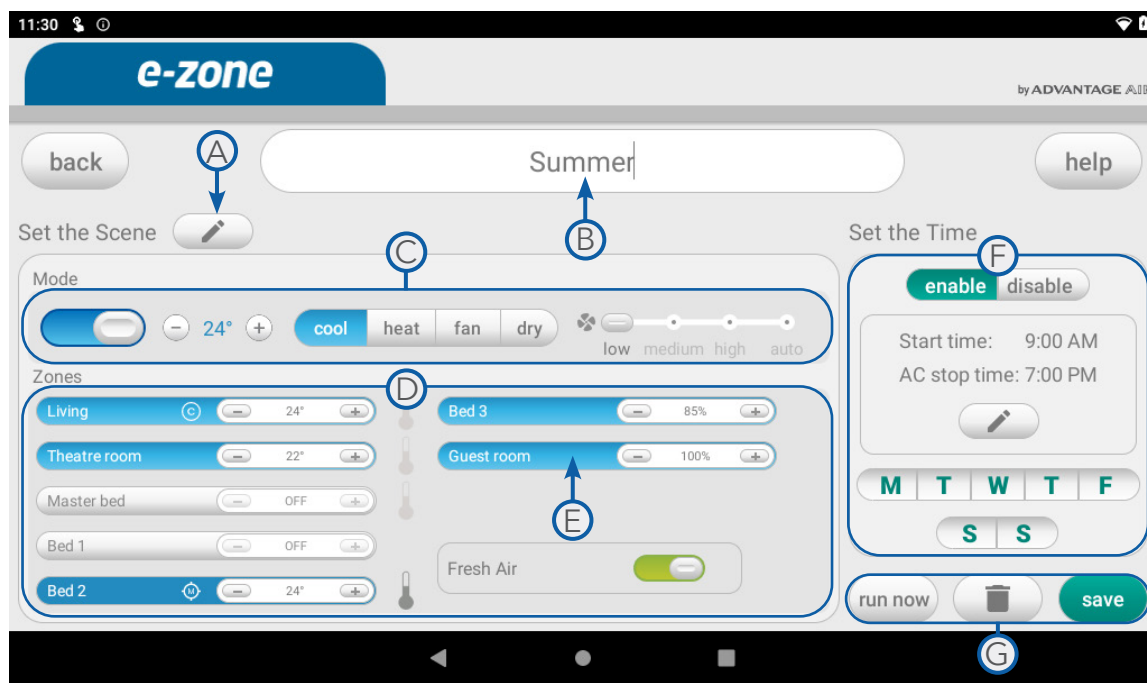 11:30
e-zone
by ADVANTAGE AIR
back
A
Summer
help
Set the Scene
B
Set the Time
C
F
Mode
enable disable
24° cool heat fan dry
low medium high auto
Start time: 9:00 AM
AC stop time: 7:00 PM
Zones
D
Living C 24°
Bed 3 85%
Theatre room 22°
Guest room 100%
Master bed OFF
E
M T W T F
Bed 1 OFF
S S
Fresh Air
Bed 2 M 24°
run now save
G